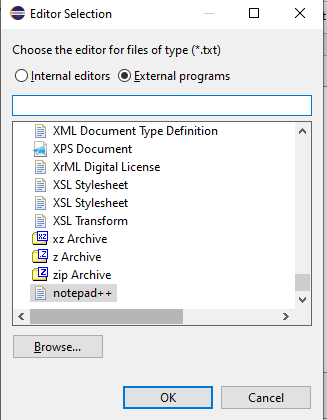 Editor Selection
Choose the editor for files of type (*.txt)
Internal editors External programs
XML Document Type Definition
XPS Document
XrML Digital License
XSL Stylesheet
XSL Stylesheet
XSL Transform
xz Archive
z Archive
zip Archive
notepad++
Browse...
OK Cancel